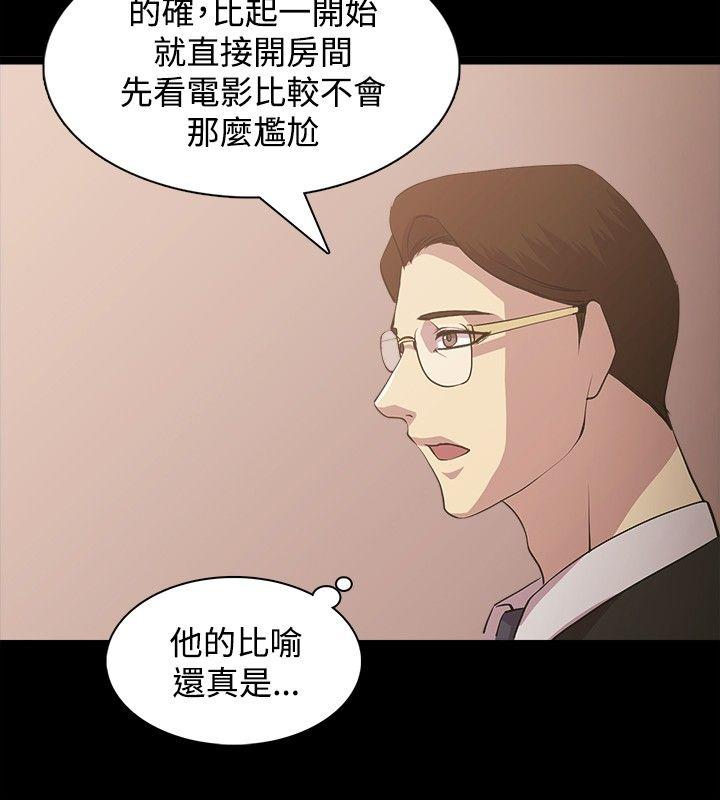 的確，比起一開始
就直接開房間
先看電影比較不會
那麼尷尬
他的比喻
還真是...